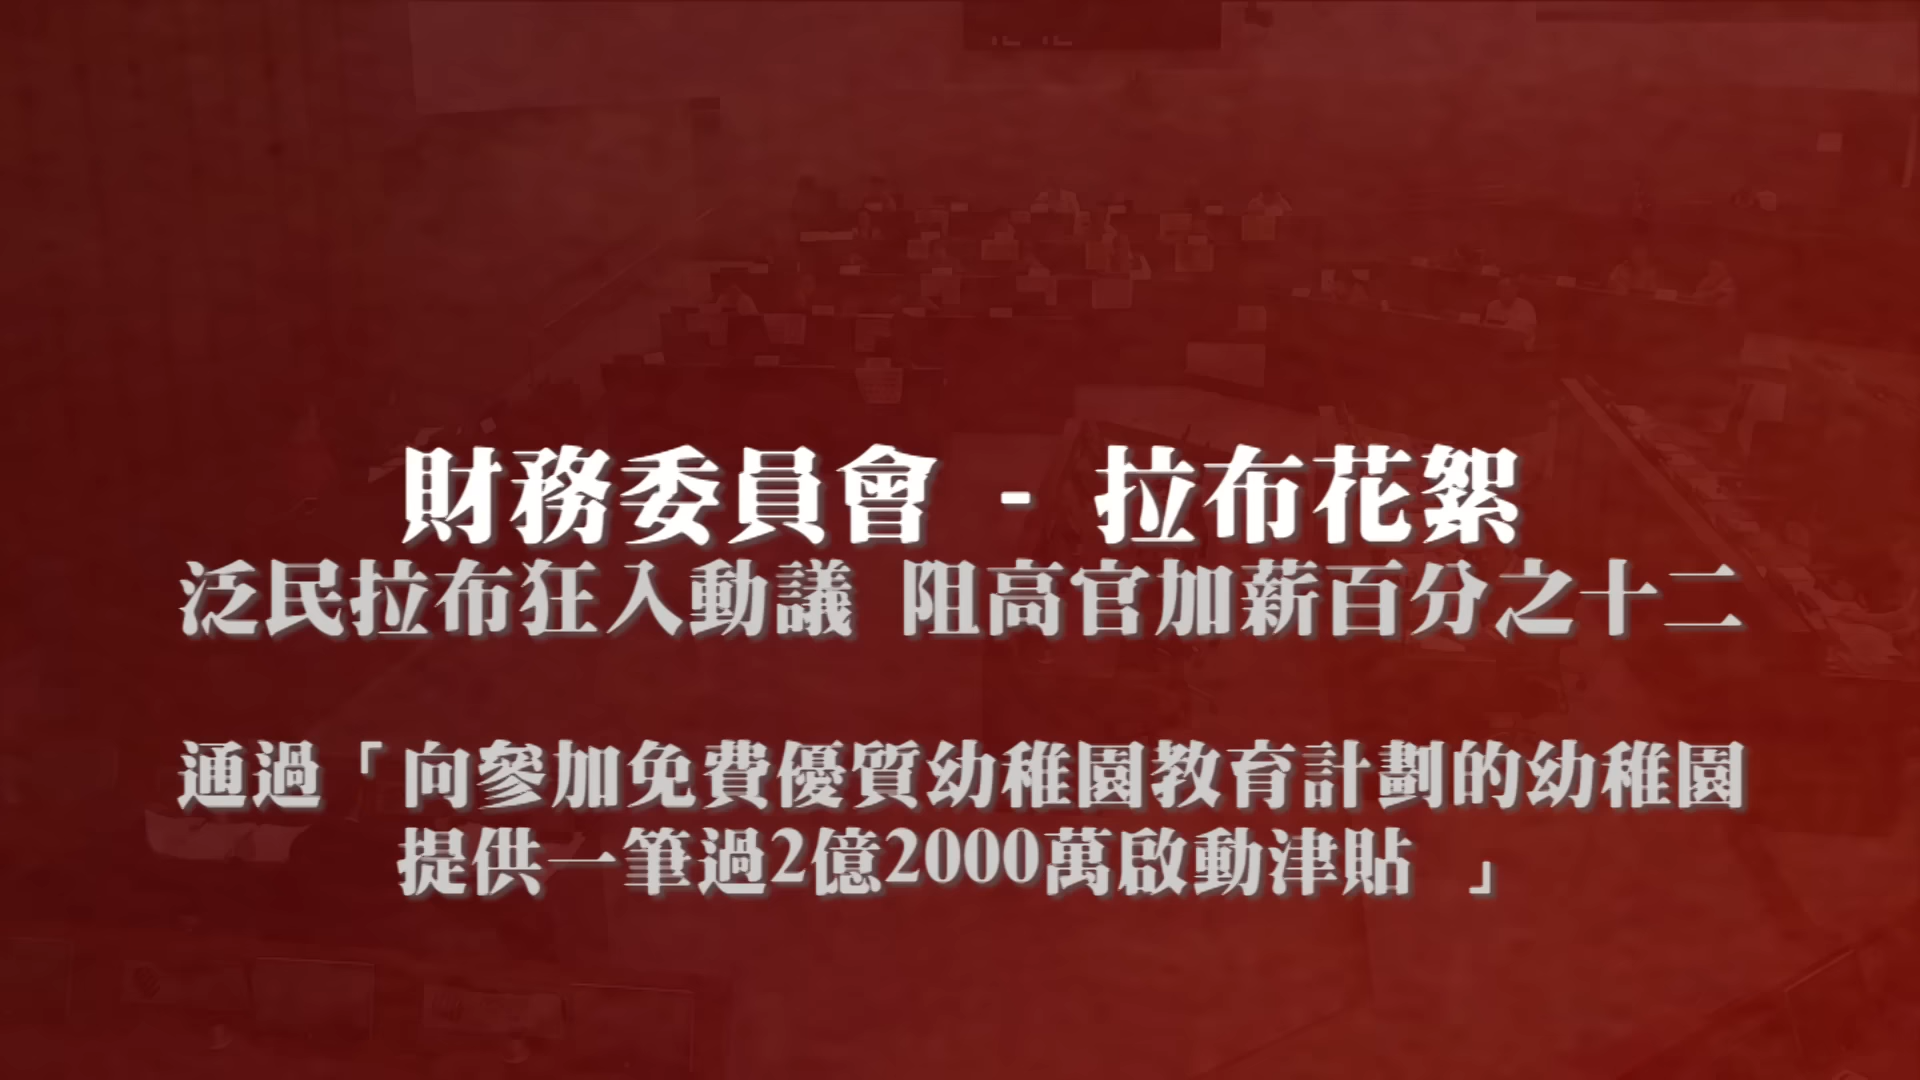 財務委員會 - 拉布花絮
泛民拉布狂入動議 阻高官加薪百分之十二
通過「向參加免費優質幼稚園教育計劃的幼稚園
提供一筆過2億2000萬啟動津貼 」